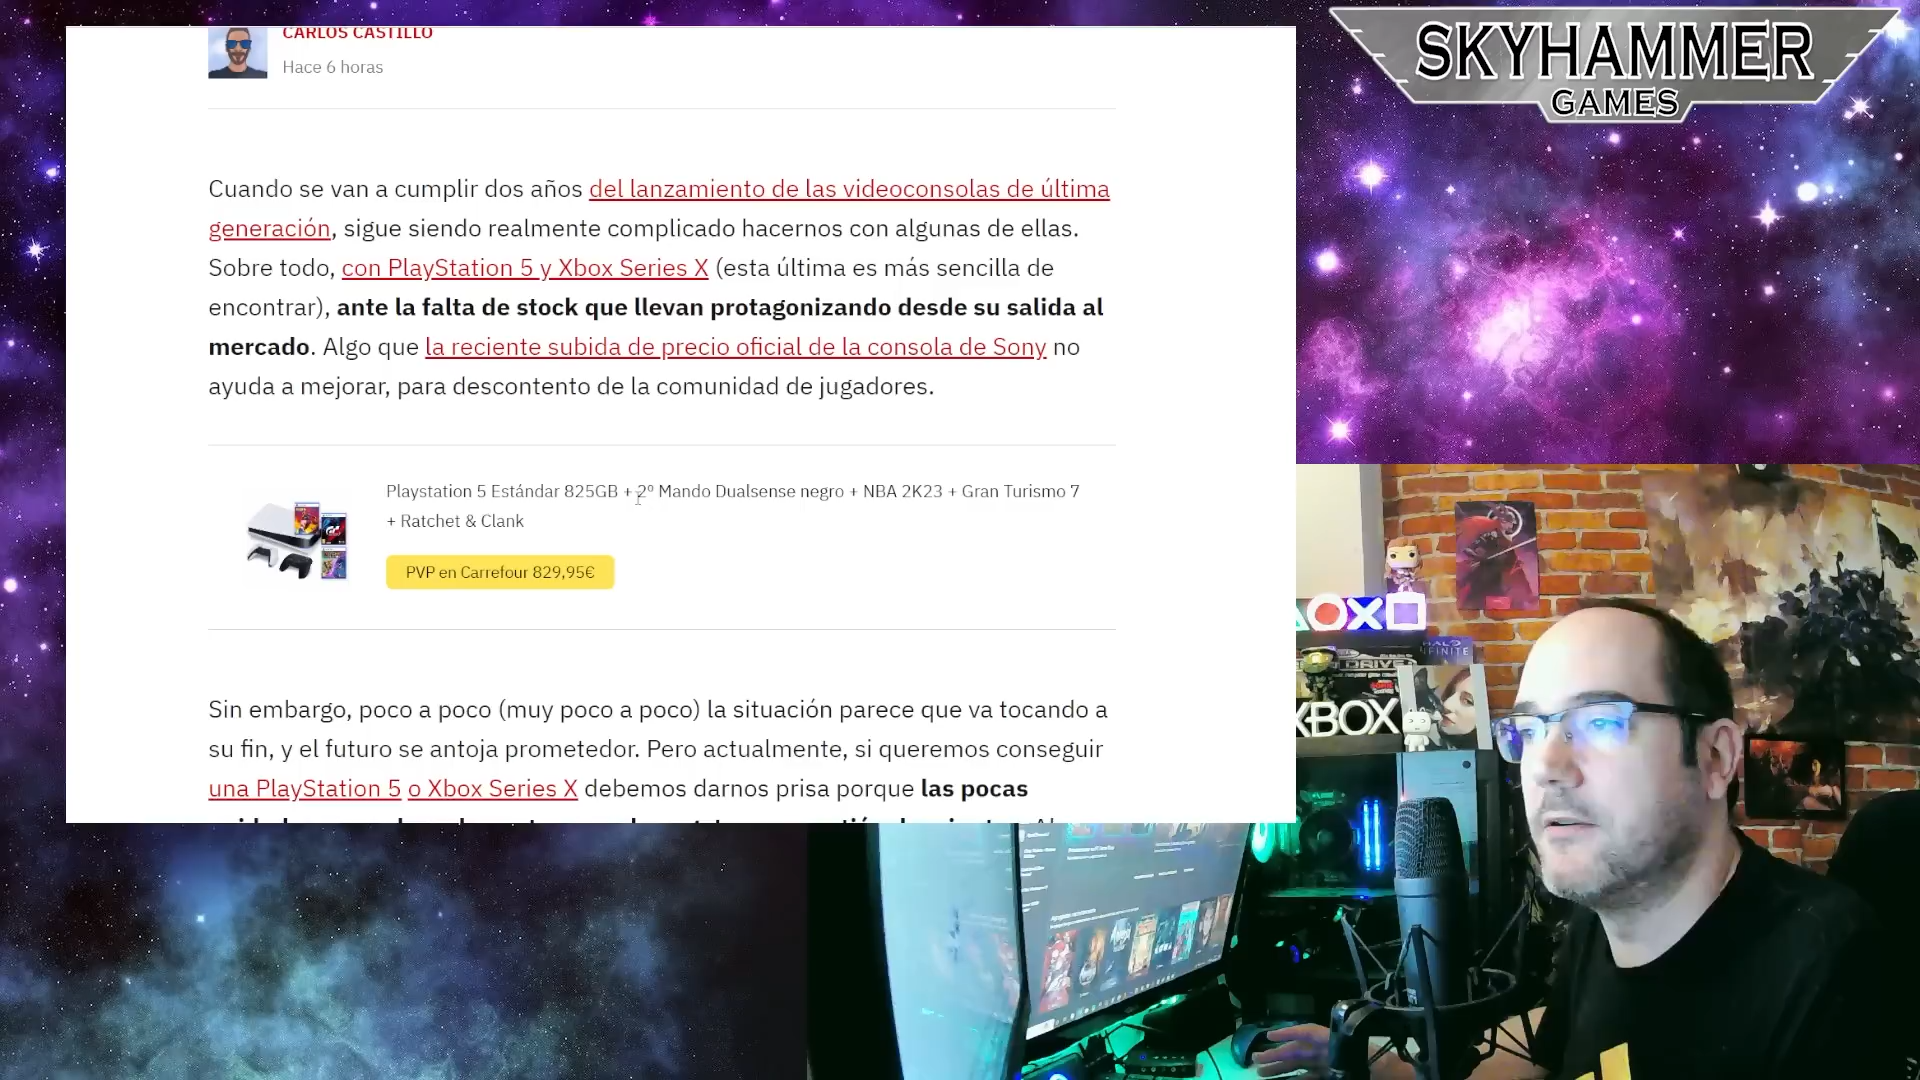 CARLOS CASTILLO
Hace 6 horas
Cuando se van a cumplir dos años del lanzamiento de las videoconsolas de última
generación, sigue siendo realmente complicado hacernos con algunas de ellas.
Sobre todo, con PlayStation 5 y Xbox Series X (esta última es más sencilla de
encontrar), ante la falta de stock que llevan protagonizando desde su salida al
mercado. Algo que la reciente subida de precio oficial de la consola de Sony no
ayuda a mejorar, para descontento de la comunidad de jugadores.
Playstation 5 Estándar 825GB + 2º Mando Dualsense negro + NBA 2K23 + Gran Turismo 7
+ Ratchet & Clank
PVP en Carrefour 829,95€
Sin embargo, poco a poco (muy poco a poco) la situación parece que va tocando a
su fin, y el futuro se antoja prometedor. Pero actualmente, si queremos conseguir
una PlayStation 5 o Xbox Series X debemos darnos prisa porque las pocas
SKYHAMMER
GAMES
HALO
INFINITE
DRIVE
XBOX